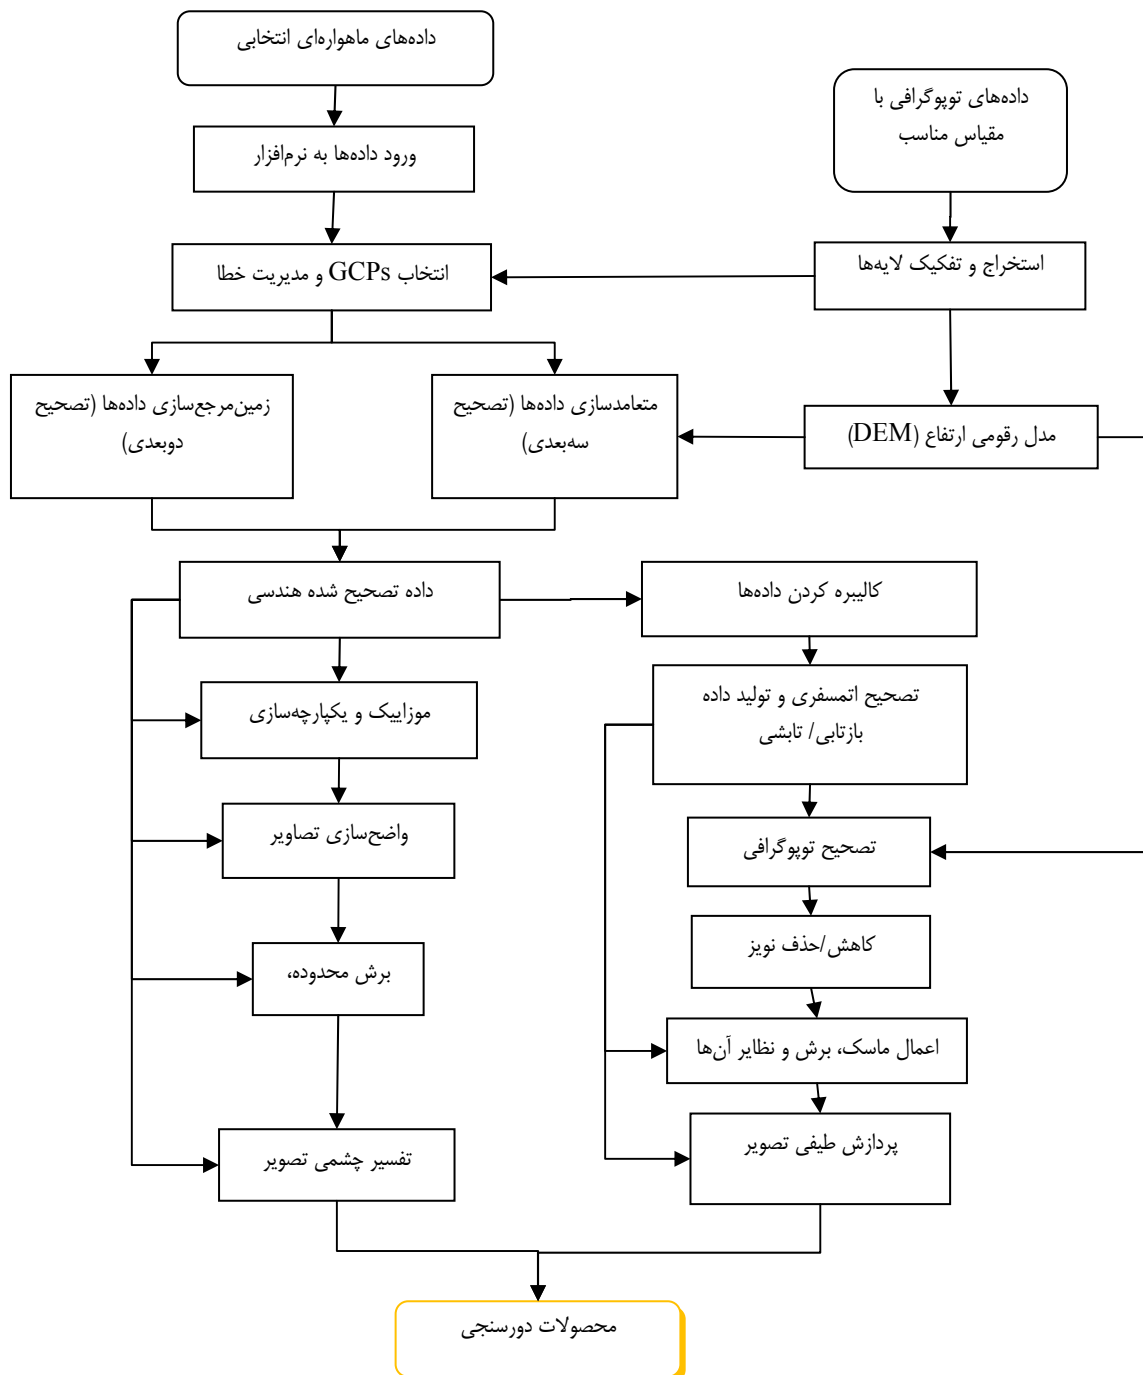 داده‌های ماهواره‌ای انتخابی
داده‌های توپوگرافی با
مقیاس مناسب
ورود داده‌ها به نرم‌افزار
انتخاب GCPs و مدیریت خطا
استخراج و تفکیک لایه‌ها
زمین‌مرجع‌سازی داده‌ها (تصحیح
دوبعدی)
متعامدسازی داده‌ها (تصحیح
سه‌بعدی)
مدل رقومی ارتفاع (DEM)
داده تصحیح شده هندسی
کالیبره کردن داده‌ها
موزاییک و یکپارچه‌سازی
تصحیح اتمسفری و تولید داده
بازتابی/ تابشی
واضح‌سازی تصاویر
تصحیح توپوگرافی
برش محدوده،
کاهش/حذف نویز
اعمال ماسک، برش و نظایر آن‌ها
تفسیر چشمی تصویر
پردازش طیفی تصویر
محصولات دورسنجی